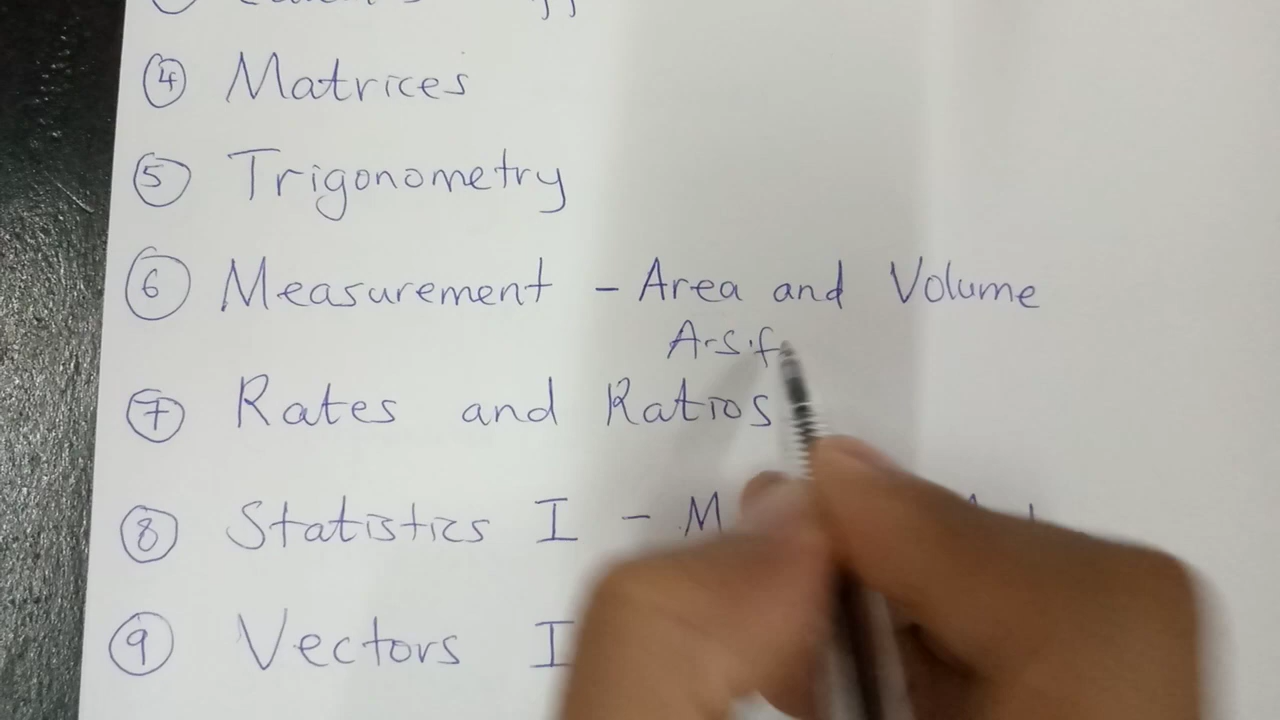 ④ Matrices
⑤ Trigonometry
⑥ Measurement - Area and Volume
A.s.f
⑦ Rates and Ratios
⑧ Statistics I -
⑨ Vectors I